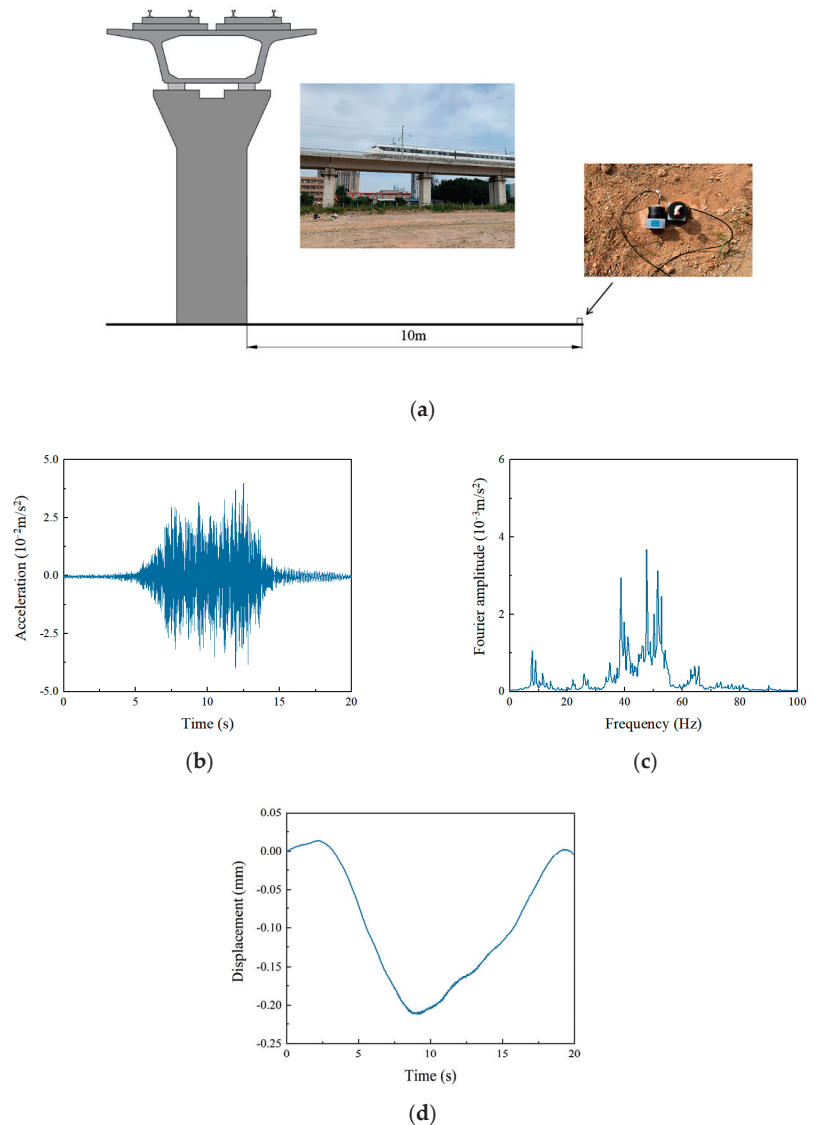 10m
(a)
5.0
2.5
0.0
-2.5
-5.0
Acceleration (10⁻²m/s²)
0
5
10
15
20
Time (s)
(b)
6
4
2
0
Fourier amplitude (10⁻³m/s²)
0
20
40
60
80
100
Frequency (Hz)
(c)
0.05
0.00
-0.05
-0.10
-0.15
-0.20
-0.25
Displacement (mm)
0
5
10
15
20
Time (s)
(d)